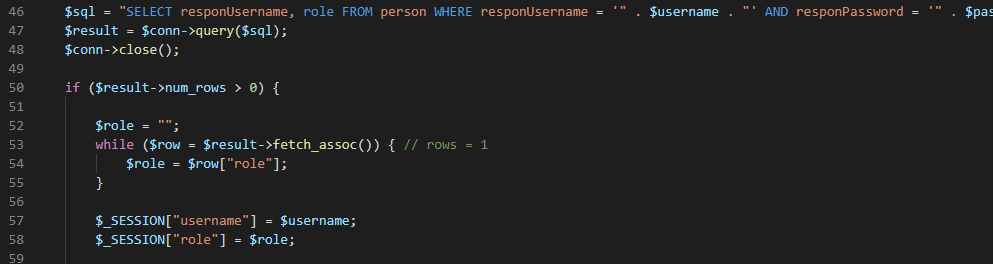 46 $sql = "SELECT responUsername, role FROM person WHERE responUsername = '" . $username . "' AND responPassword = '" . $pas
47 $result = $conn->query($sql);
48 $conn->close();
49
50 if ($result->num_rows > 0) {
51
52 $role = "";
53 while ($row = $result->fetch_assoc()) { // rows = 1
54 $role = $row["role"];
55 }
56
57 $_SESSION["username"] = $username;
58 $_SESSION["role"] = $role;
59